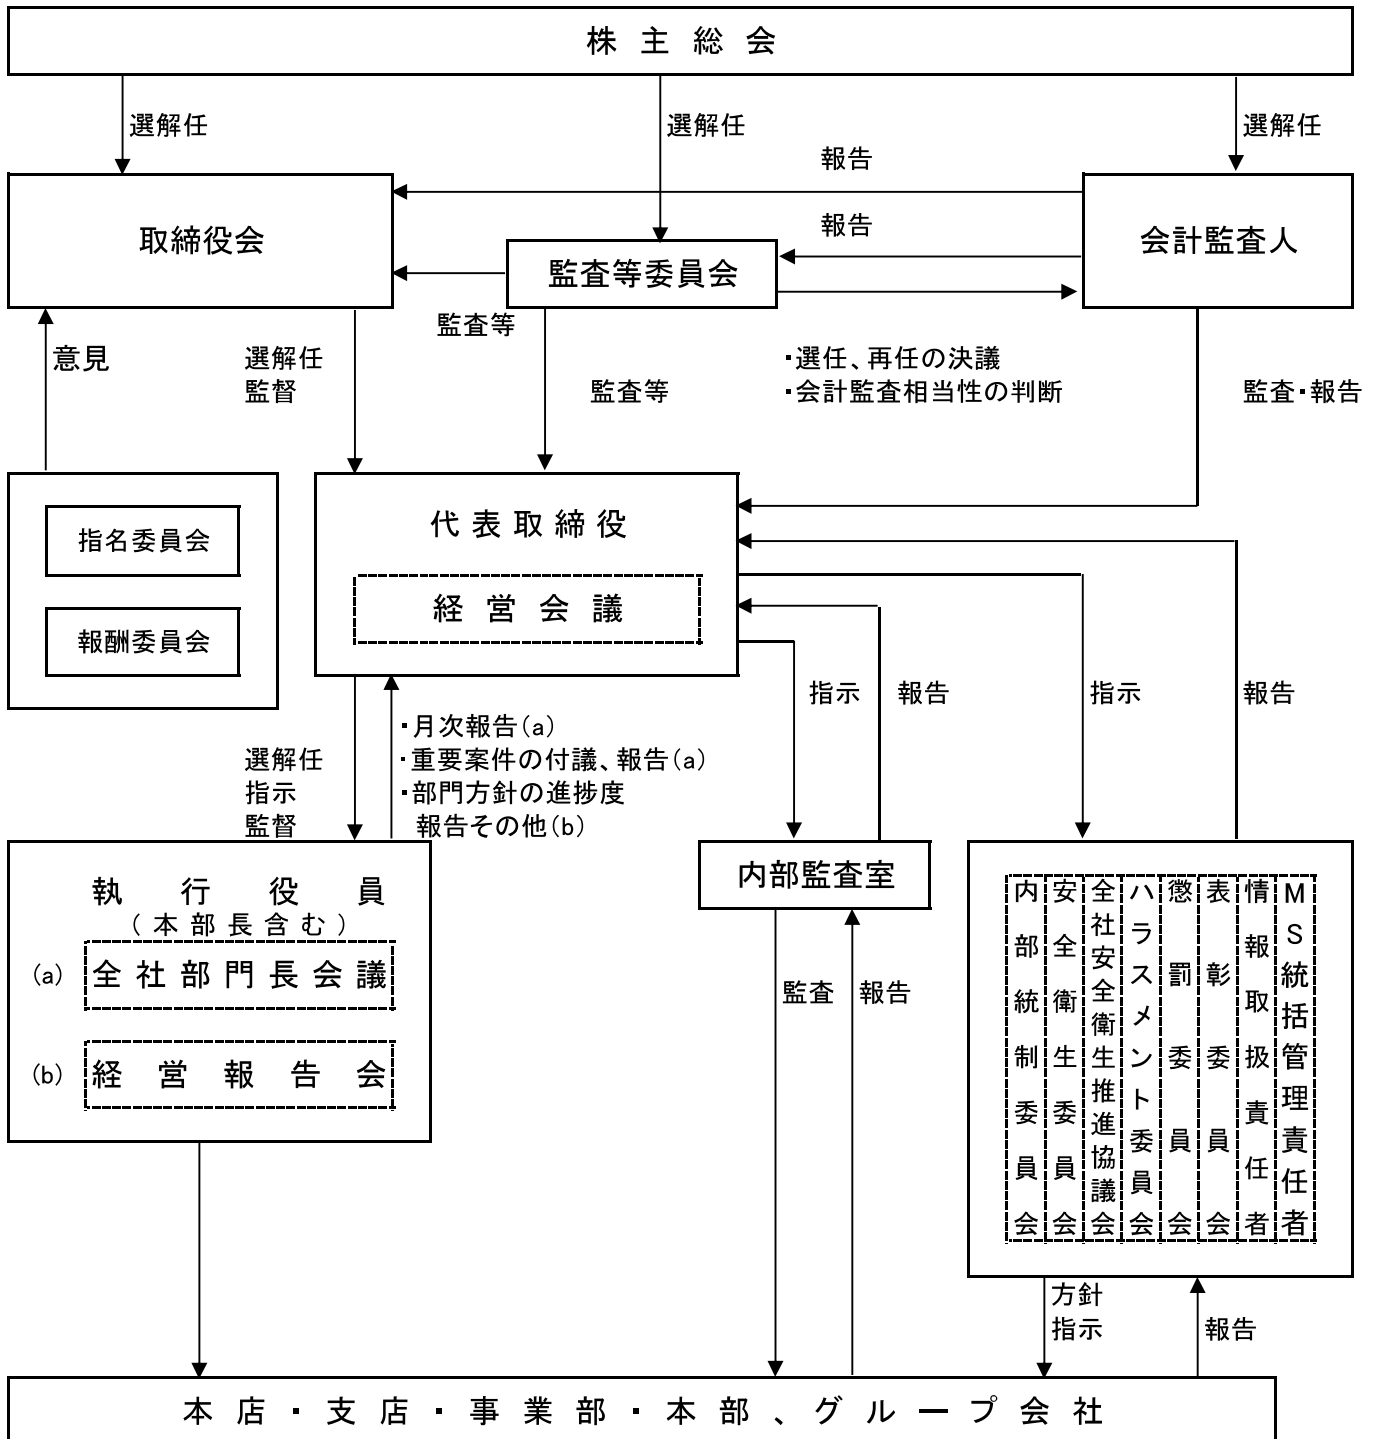 株主総会
選解任
選解任
選解任
報告
取締役会
報告
会計監査人
監査等委員会
監査等
意見
選解任
監督
監査等
・選任、再任の決議
・会計監査相当性の判断
監査・報告
指名委員会
報酬委員会
代表取締役
経営会議
指示
報告
指示
報告
・月次報告(a)
・重要案件の付議、報告(a)
・部門方針の進捗度
報告その他(b)
選解任
指示
監督
執行役員
(本部長含む)
(a)
全社部門長会議
(b)
経営報告会
内部監査室
監査
報告
内部統制委員会
安全衛生委員会
全社安全衛生推進協議会
ハラスメント委員会
懲罰委員会
表彰委員会
情報取扱責任者
MS統括管理責任者
方針
指示
報告
本店・支店・事業部・本部、グループ会社